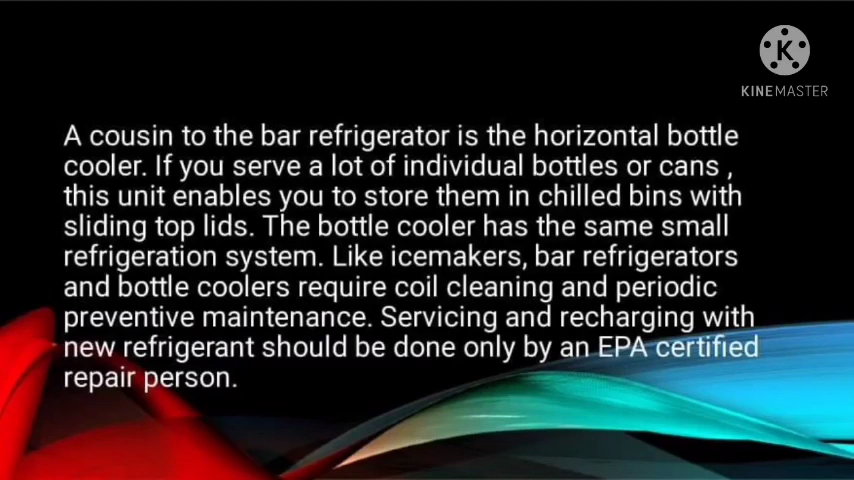 K
KINEMASTER
A cousin to the bar refrigerator is the horizontal bottle
cooler. If you serve a lot of individual bottles or cans ,
this unit enables you to store them in chilled bins with
sliding top lids. The bottle cooler has the same small
refrigeration system. Like icemakers, bar refrigerators
and bottle coolers require coil cleaning and periodic
preventive maintenance. Servicing and recharging with
new refrigerant should be done only by an EPA certified
repair person.